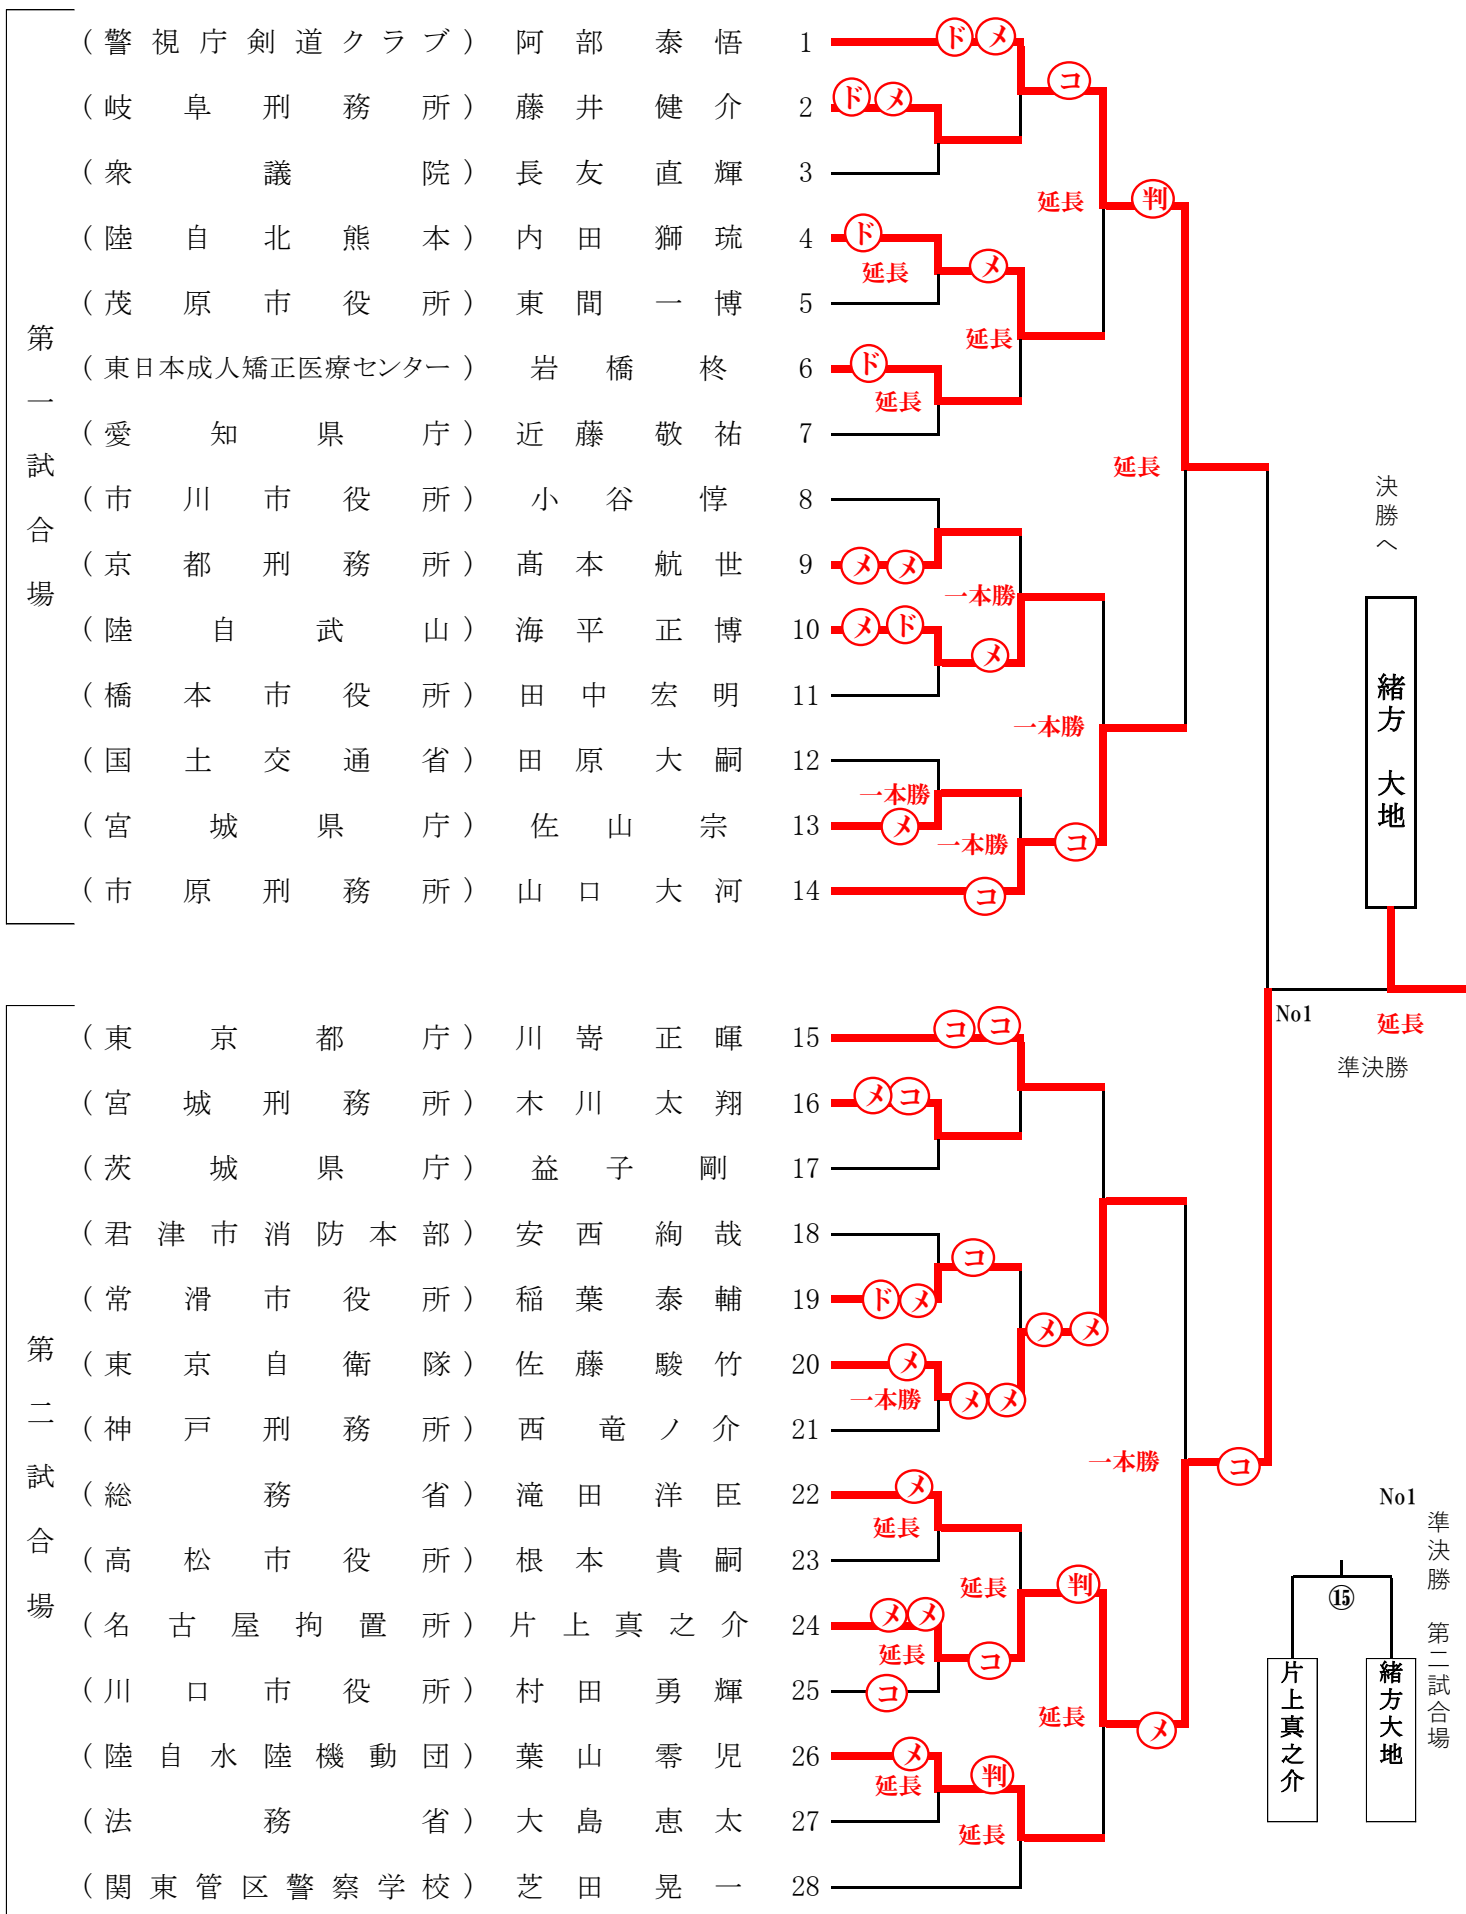 第一試合場
(警視庁剣道クラブ) 阿部泰悟 1 ド メ
コ
(岐阜刑務所) 藤井健介 2 ド メ
(衆議院) 長友直輝 3
延長 判
(陸自北熊本) 内田獅琉 4 ド
延長 メ
(茂原市役所) 東間一博 5
延長
(東日本成人矯正医療センター) 岩橋柊 6 ド
延長
(愛知県庁) 近藤敬祐 7
延長
(市川市役所) 小谷惇 8
(京都刑務所) 髙本航世 9 メ メ
一本勝
(陸自武山) 海平正博 10 メ ド
メ
(橋本市役所) 田中宏明 11
一本勝
(国土交通省) 田原大嗣 12
一本勝
(宮城県庁) 佐山宗 13 メ
一本勝 コ
(市原刑務所) 山口大河 14 コ
決勝へ
緒方 大地
No1 延長
準決勝
第二試合場
(東京都庁) 川嵜正暉 15 コ コ
(宮城刑務所) 木川太翔 16 メ コ
(茨城県庁) 益子剛 17
(君津市消防本部) 安西絢哉 18
コ
(常滑市役所) 稲葉泰輔 19 ド メ
メ メ
(東京自衛隊) 佐藤駿竹 20 メ
一本勝 メ メ
(神戸刑務所) 西竜ノ介 21
一本勝 コ
(総務省) 滝田洋臣 22 メ
延長
(高松市役所) 根本貴嗣 23
延長 判
(名古屋拘置所) 片上真之介 24 メ メ
延長 コ
(川口市役所) 村田勇輝 25 コ
延長 メ
(陸自水陸機動団) 葉山零児 26 メ
延長 判
(法務省) 大島恵太 27
延長
(関東管区警察学校) 芝田晃一 28
No1
準決勝 第二試合場
⑮
片上真之介
緒方大地